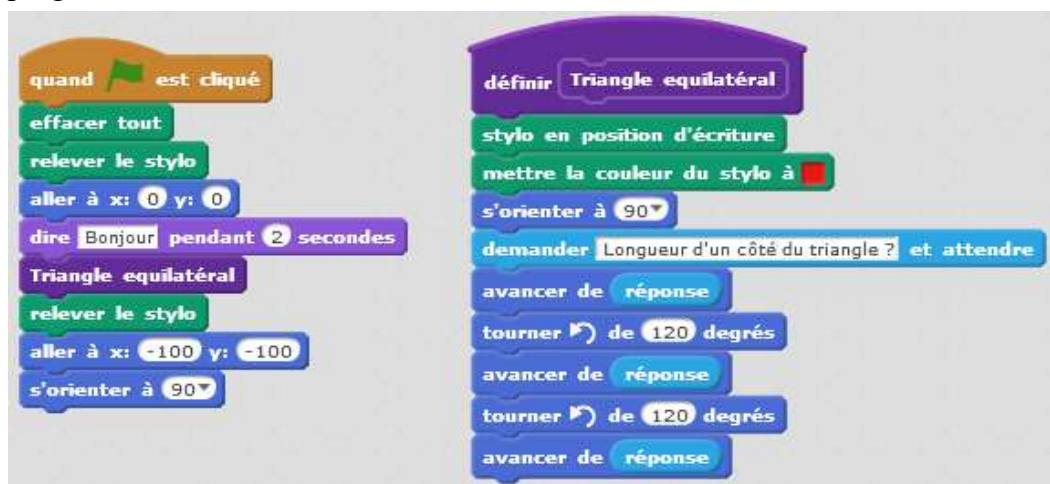 quand est cliqué
effacer tout
relever le stylo
aller à x: 0 y: 0
dire Bonjour pendant 2 secondes
Triangle equilatéral
relever le stylo
aller à x: -100 y: -100
s'orienter à 90
définir Triangle equilatéral
stylo en position d'écriture
mettre la couleur du stylo à
s'orienter à 90
demander Longueur d'un côté du triangle ? et attendre
avancer de réponse
tourner de 120 degrés
avancer de réponse
tourner de 120 degrés
avancer de réponse